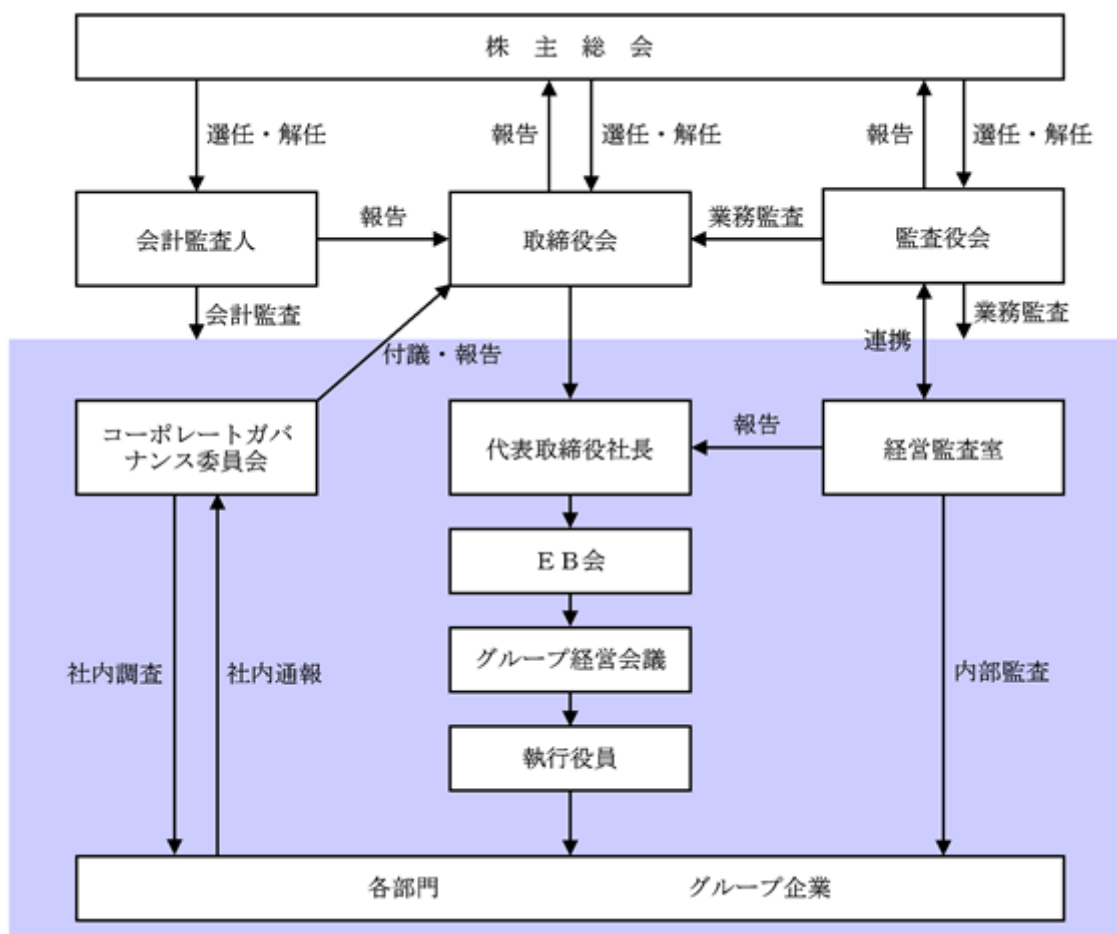 株 主 総 会
選任・解任
報告
選任・解任
報告
選任・解任
会計監査人
報告
取締役会
業務監査
監査役会
会計監査
業務監査
付議・報告
連携
コーポレートガバ
ナンス委員会
代表取締役社長
報告
経営監査室
ＥＢ会
グループ経営会議
社内調査
社内通報
内部監査
執行役員
各部門
グループ企業